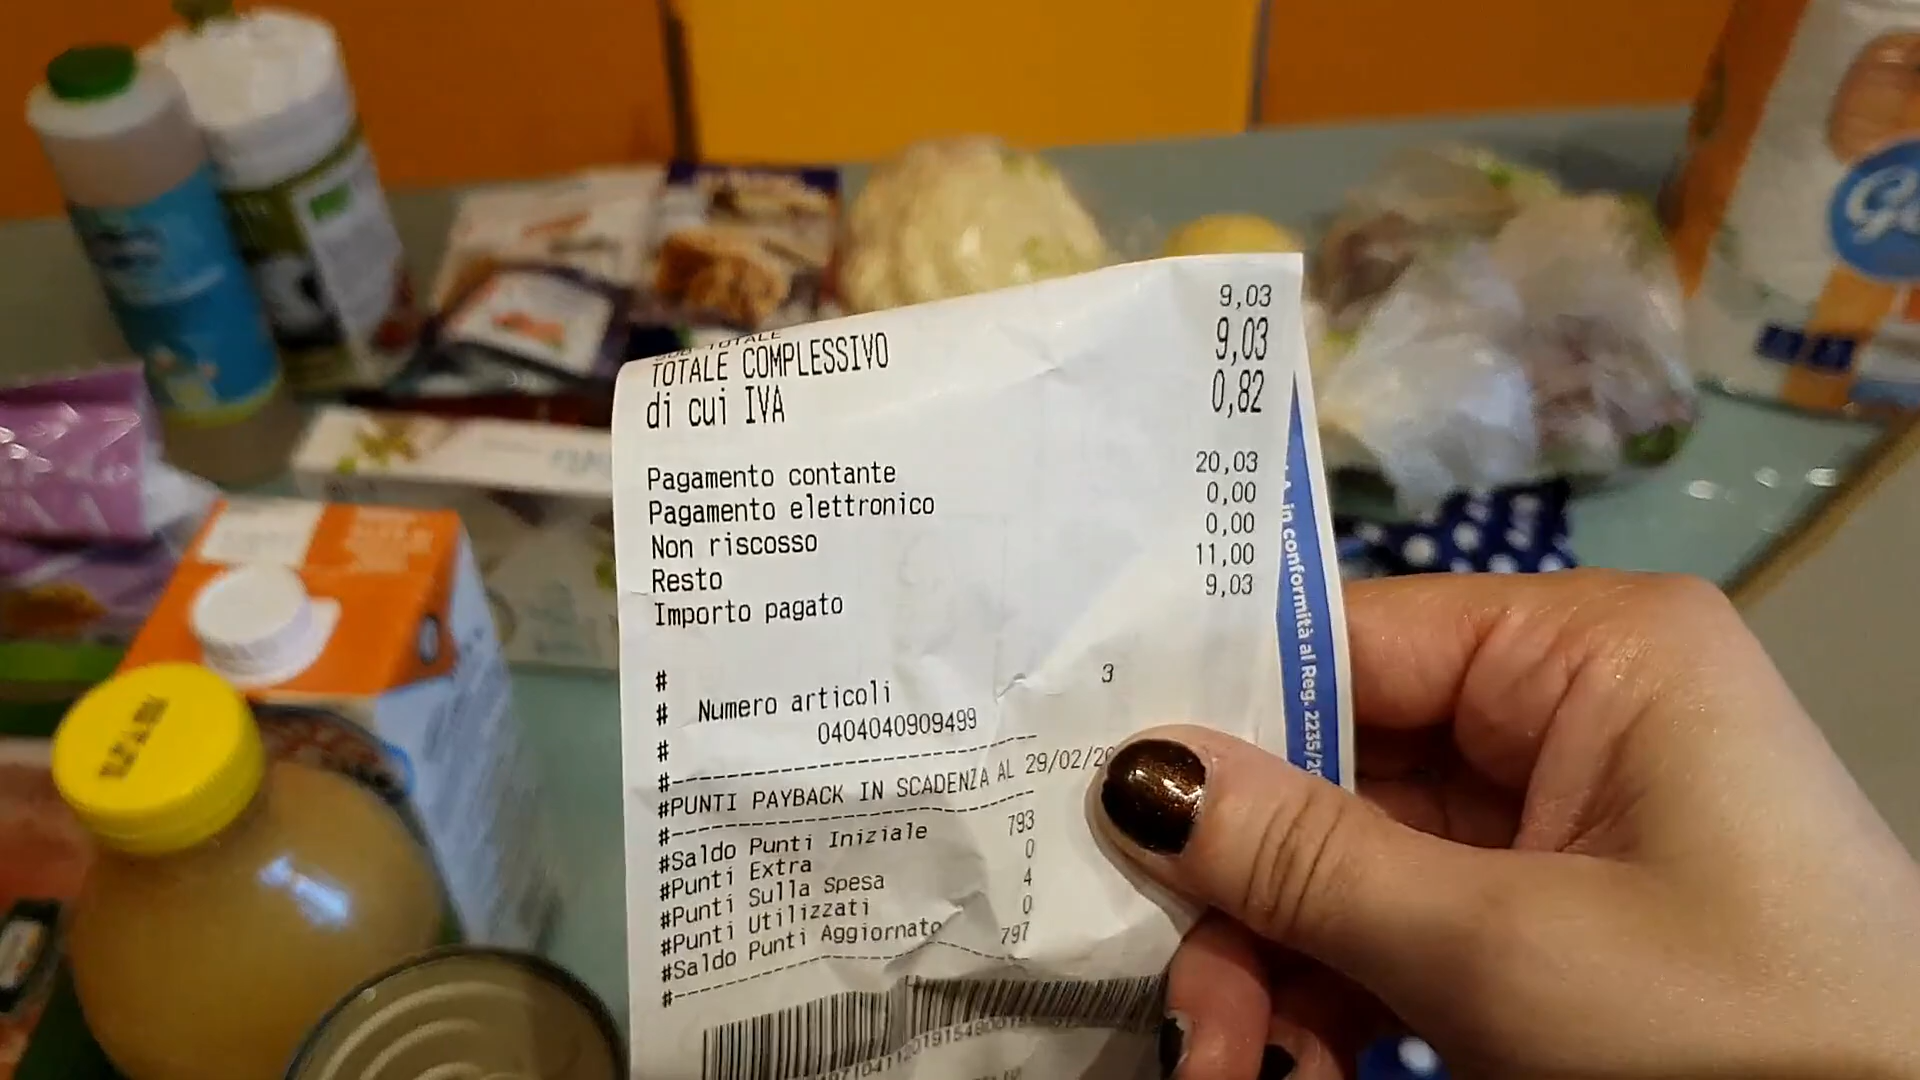 9,03
TOTALE COMPLESSIVO 9,03
di cui IVA 0,82
Pagamento contante 20,03
Pagamento elettronico 0,00
Non riscosso 0,00
Resto 11,00
Importo pagato 9,03
#
# Numero articoli 3
# 0404040909499
#--------------------------------
#PUNTI PAYBACK IN SCADENZA AL 29/02/20
#--------------------------------
#Saldo Punti Iniziale 793
#Punti Extra 0
#Punti Sulla Spesa 4
#Punti Utilizzati 0
#Saldo Punti Aggiornato 797
#--------------------------------
in conformità al Reg. 2235/20